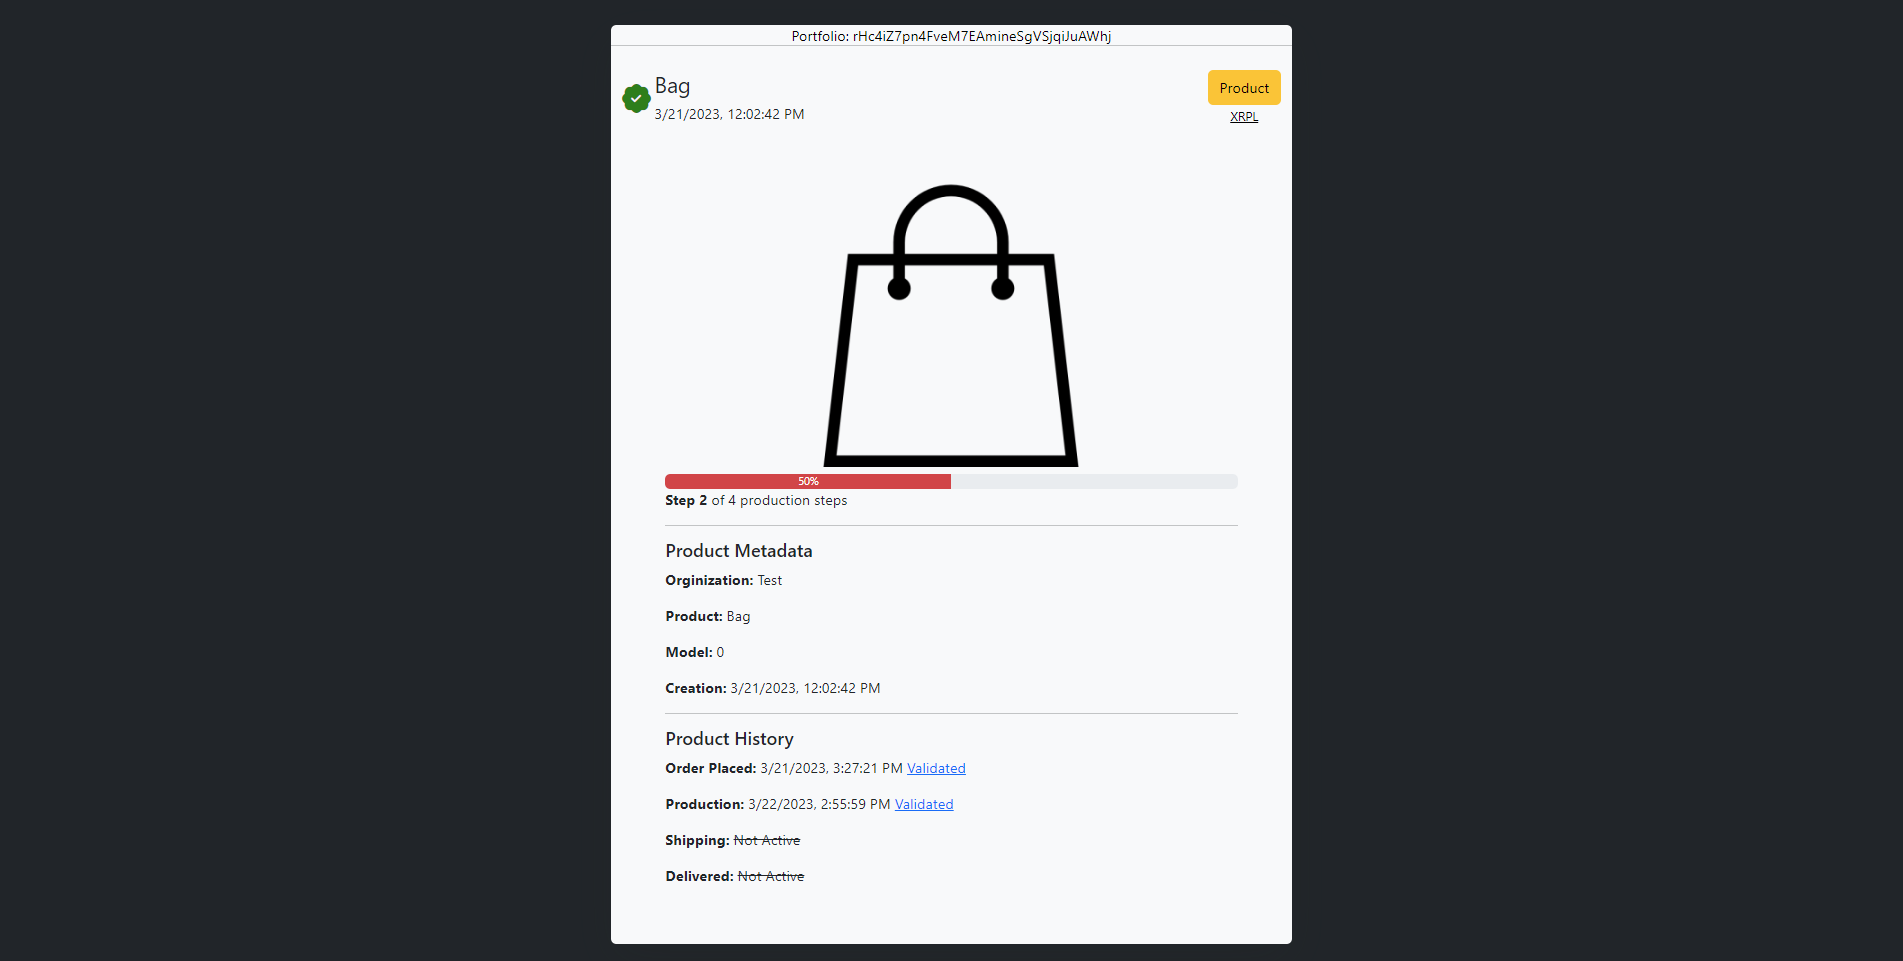 Portfolio: rHc4iZ7pn4FveM7EAmineSgVSjqiJuAWhj
Bag
3/21/2023, 12:02:42 PM
Product
XRPL
50%
Step 2 of 4 production steps
Product Metadata
Orginization: Test
Product: Bag
Model: 0
Creation: 3/21/2023, 12:02:42 PM
Product History
Order Placed: 3/21/2023, 3:27:21 PM Validated
Production: 3/22/2023, 2:55:59 PM Validated
Shipping: Not Active
Delivered: Not Active